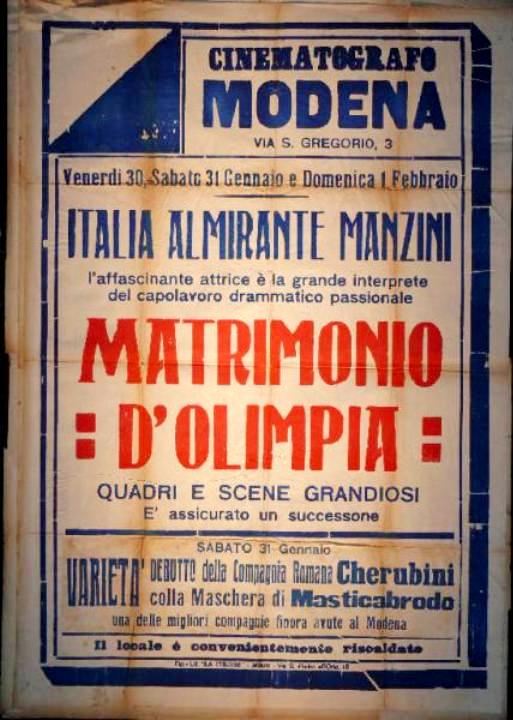 CINEMATOGRAFO
MODENA
VIA S. GREGORIO, 3
Venerdì 30, Sabato 31 Gennaio e Domenica 1 Febbraio
ITALIA ALMIRANTE MANZINI
l'affascinante attrice è la grande interprete
del capolavoro drammatico passionale
MATRIMONIO
D'OLIMPIA
QUADRI E SCENE GRANDIOSI
E' assicurato un successone
SABATO 31 Gennaio
VARIETA' DEBUTTO della Compagnia Romana Cherubini
colla Maschera di Masticabrodo
una delle migliori compagnie finora avute al Modena
Il locale è convenientemente riscaldato
Tip.